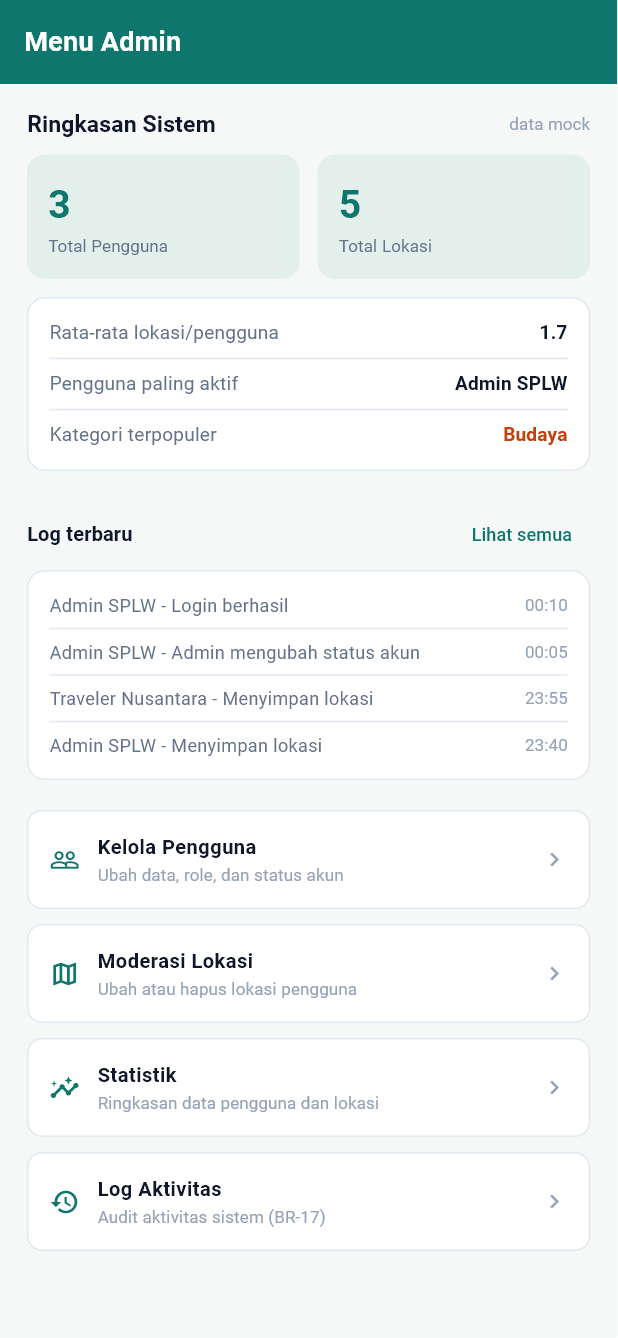 Menu Admin
Ringkasan Sistem
data mock
3
Total Pengguna
5
Total Lokasi
Rata-rata lokasi/pengguna 1.7
Pengguna paling aktif Admin SPLW
Kategori terpopuler Budaya
Log terbaru
Lihat semua
Admin SPLW - Login berhasil 00:10
Admin SPLW - Admin mengubah status akun 00:05
Traveler Nusantara - Menyimpan lokasi 23:55
Admin SPLW - Menyimpan lokasi 23:40
Kelola Pengguna
Ubah data, role, dan status akun
Moderasi Lokasi
Ubah atau hapus lokasi pengguna
Statistik
Ringkasan data pengguna dan lokasi
Log Aktivitas
Audit aktivitas sistem (BR-17)